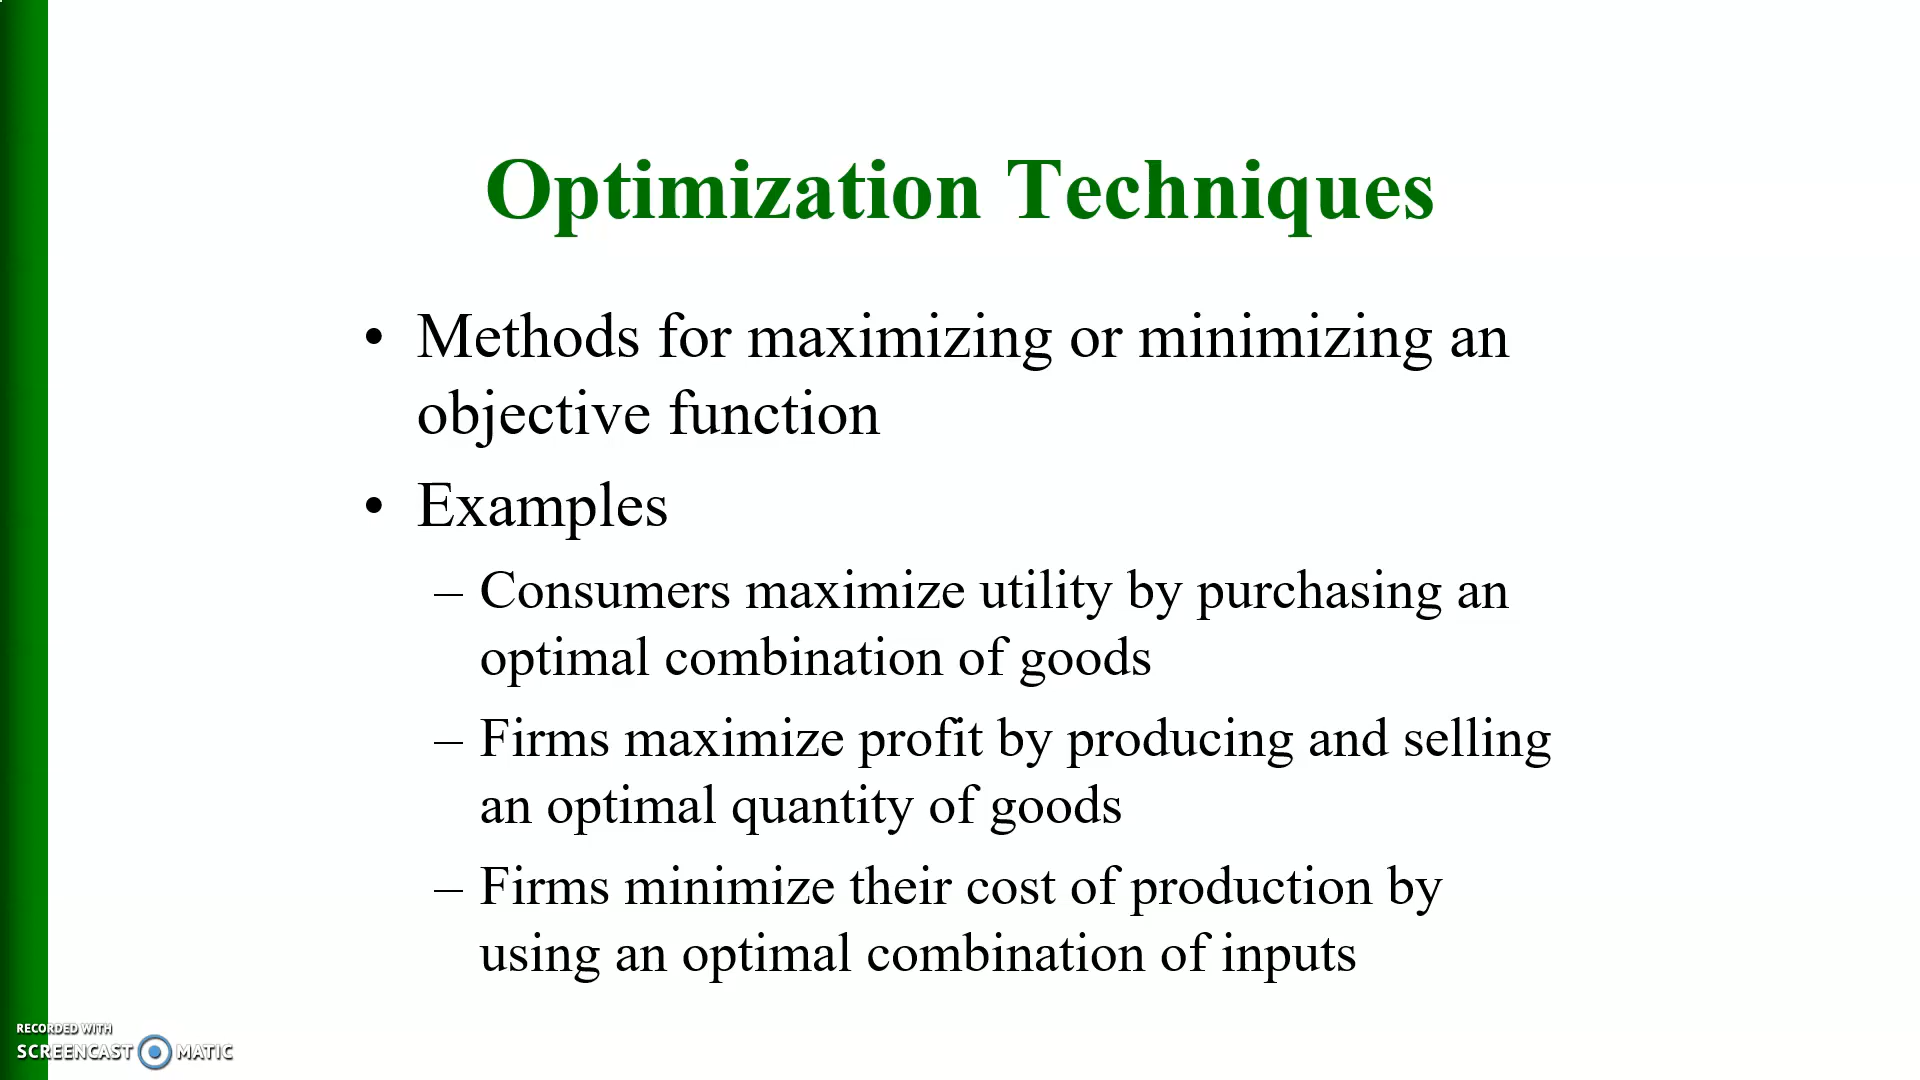 Optimization Techniques
• Methods for maximizing or minimizing an
objective function
• Examples
– Consumers maximize utility by purchasing an
optimal combination of goods
– Firms maximize profit by producing and selling
an optimal quantity of goods
– Firms minimize their cost of production by
using an optimal combination of inputs
RECORDED WITH
SCREENCAST MATIC